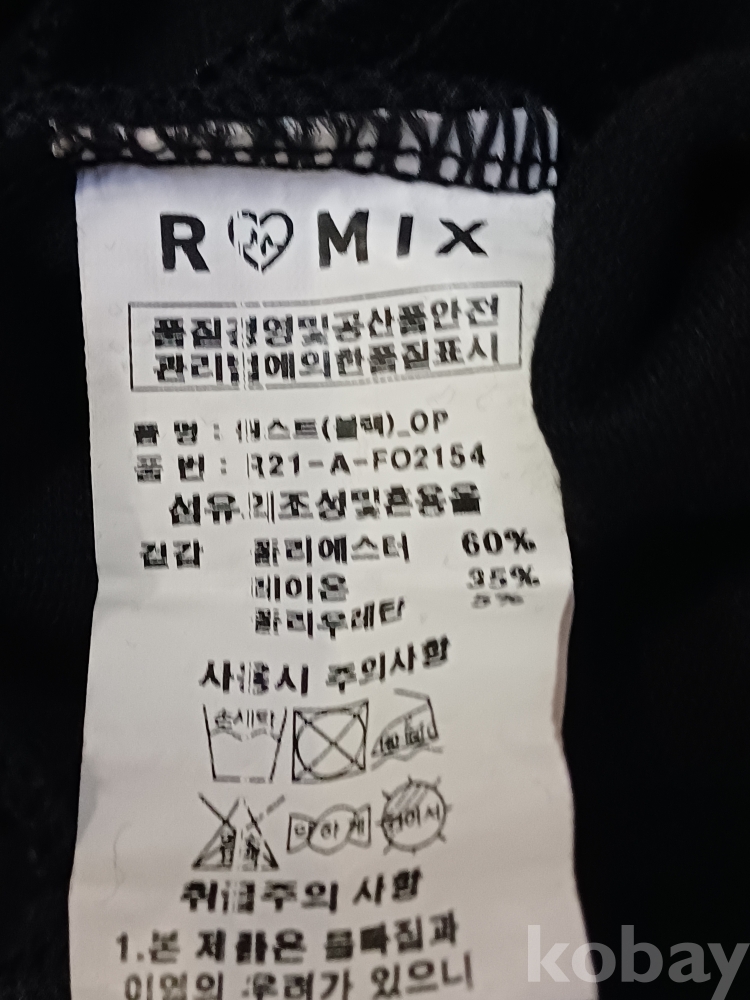 R MIX
품질경영및공산품안전
관리법에의한품질표시
품 명 : 스트(블랙)_OP
품 번 : R21-A-FO2154
섬유의조성및혼용율
겉감 폴리에스터 60%
레이온 35%
폴리우레탄 5%
사용시 주의사항
손세탁
약하게
취급주의 사항
1.본 제품은 물빠짐과
이염의 우려가 있으니
kobay